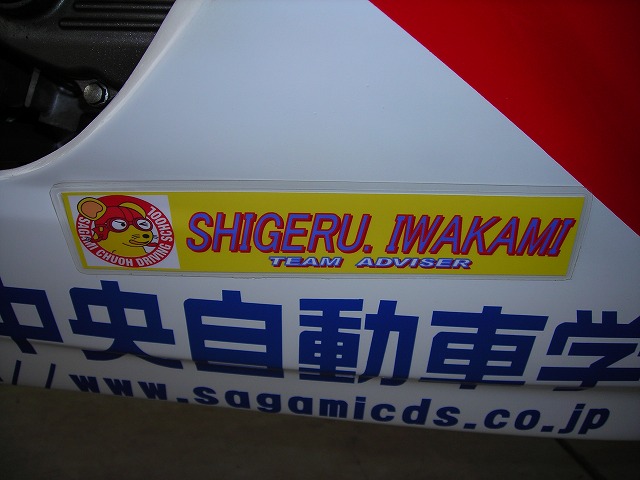 SAGAMI CHUOH DRIVING SCHOOL
SHIGERU. IWAKAMI
TEAM ADVISER
中央自動車学
//www.sagamicds.co.jp